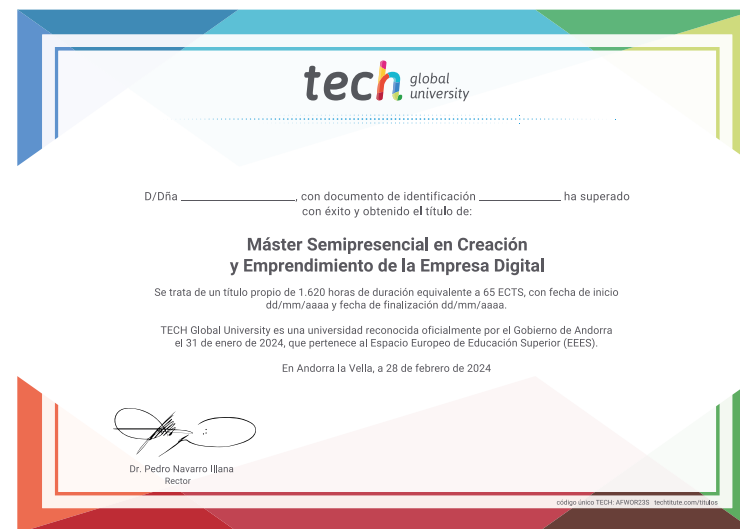 tech global
university
D/Dña ____________________, con documento de identificación ______________ ha superado
con éxito y obtenido el título de:
Máster Semipresencial en Creación
y Emprendimiento de la Empresa Digital
Se trata de un título propio de 1.620 horas de duración equivalente a 65 ECTS, con fecha de inicio
dd/mm/aaaa y fecha de finalización dd/mm/aaaa.
TECH Global University es una universidad reconocida oficialmente por el Gobierno de Andorra
el 31 de enero de 2024, que pertenece al Espacio Europeo de Educación Superior (EEES).
En Andorra la Vella, a 28 de febrero de 2024
Dr. Pedro Navarro Illana
Rector
código único TECH: AFWOR23S techtitute.com/titulos